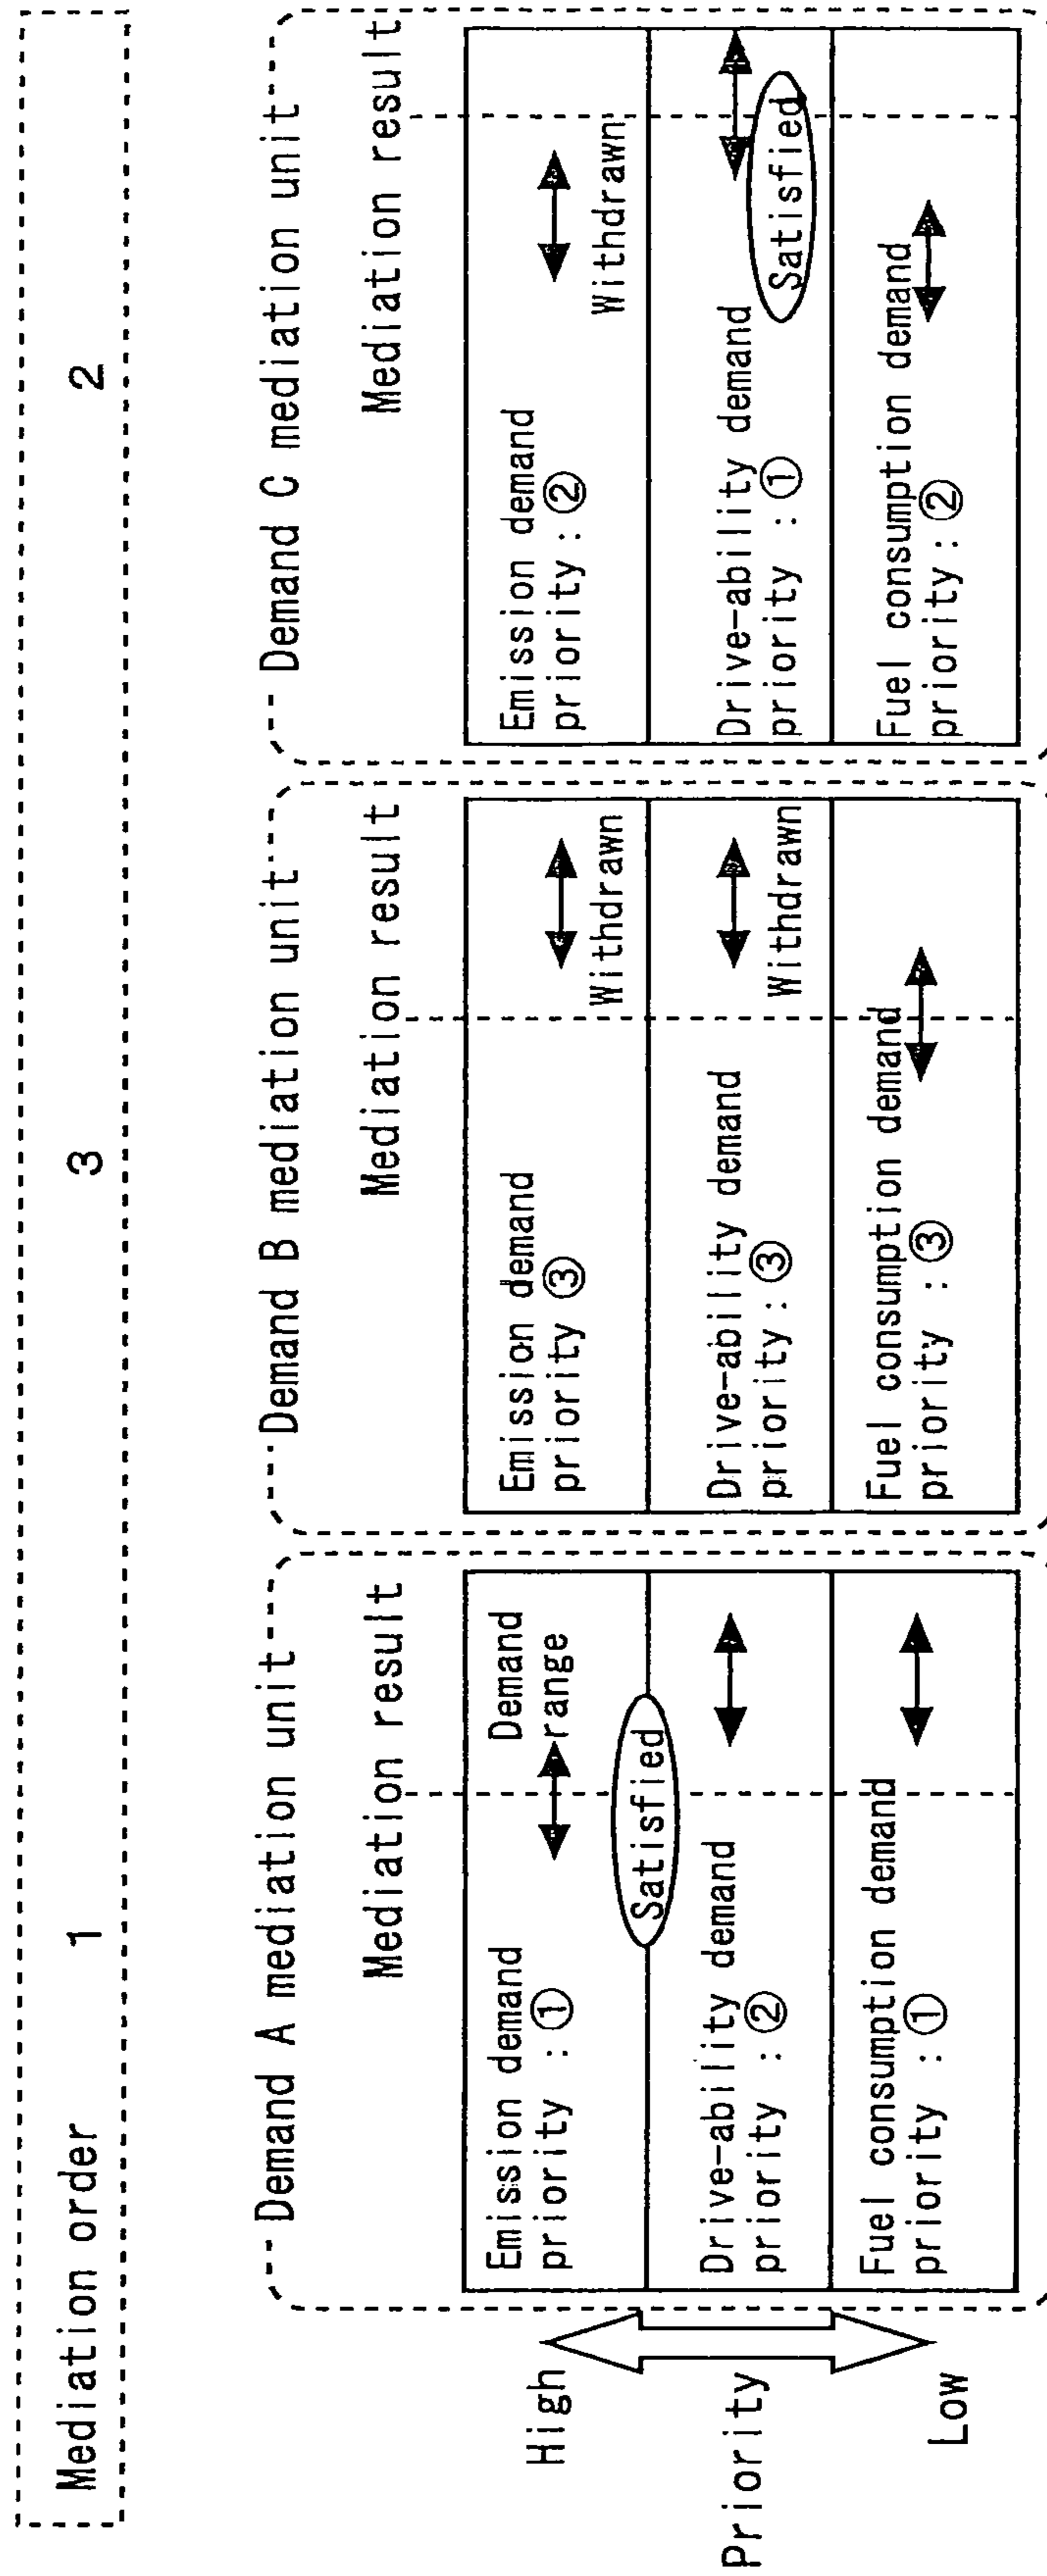 Mediation order
1
3
2
Demand A mediation unit
Mediation result
Emission demand
priority : ①
Demand
range
Satisfied
Drive-ability demand
priority : ②
Fuel consumption demand
priority : ①
Demand B mediation unit
Mediation result
Emission demand
priority ③
Withdrawn
Drive-ability demand
priority : ③
Withdrawn
Fuel consumption demand
priority : ③
Demand C mediation unit
Mediation result
Emission demand
priority : ②
Withdrawn
Drive-ability demand
priority : ①
Satisfied
Fuel consumption demand
priority : ②
High
Priority
Low